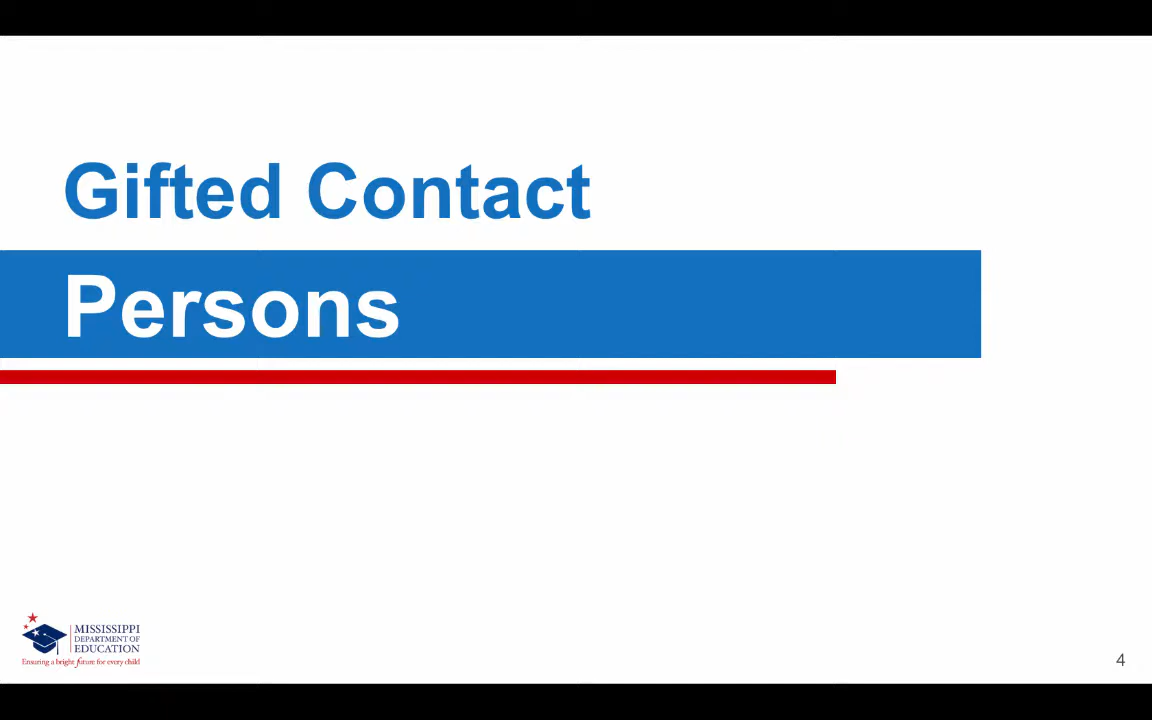 Gifted Contact
Persons
MISSISSIPPI
DEPARTMENT OF
EDUCATION
Ensuring a bright future for every child
4